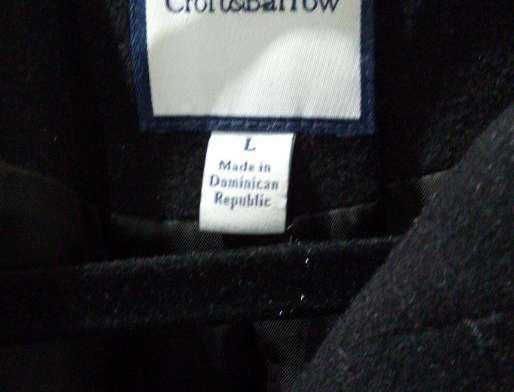 Croft&Barrow
L
Made in
Dominican
Republic